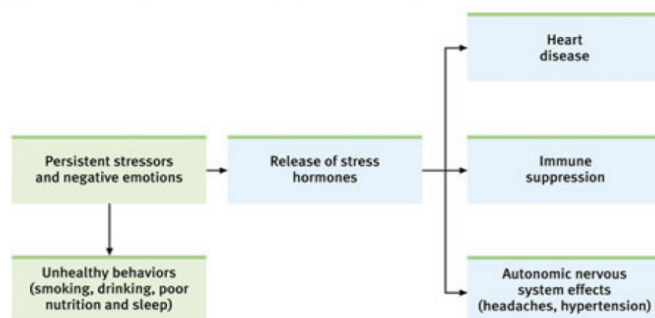 Heart
disease
Persistent stressors
and negative emotions
Release of stress
hormones
Immune
suppression
Unhealthy behaviors
(smoking, drinking, poor
nutrition and sleep)
Autonomic nervous
system effects
(headaches, hypertension)